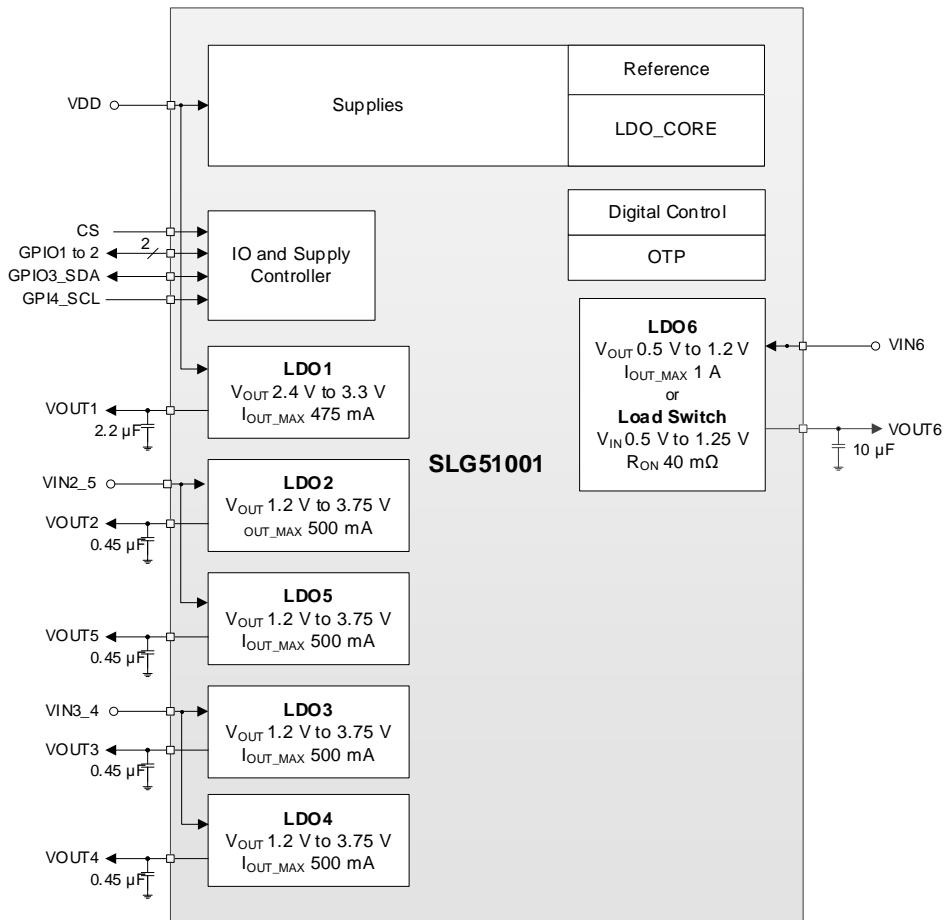 Reference
Supplies
LDO_CORE
VDD
Digital Control
OTP
CS
GPIO1 to 2
2
GPIO3_SDA
GPI4_SCL
IO and Supply
Controller
LDO1
VOUT 2.4 V to 3.3 V
IOUT_MAX 475 mA
VOUT1
2.2 µF
LDO6
VOUT 0.5 V to 1.2 V
IOUT_MAX 1 A
or
Load Switch
VIN 0.5 V to 1.25 V
RON 40 mΩ
VIN6
VOUT6
10 µF
SLG51001
VIN2_5
LDO2
VOUT 1.2 V to 3.75 V
OUT_MAX 500 mA
VOUT2
0.45 µF
LDO5
VOUT 1.2 V to 3.75 V
IOUT_MAX 500 mA
VOUT5
0.45 µF
VIN3_4
LDO3
VOUT 1.2 V to 3.75 V
IOUT_MAX 500 mA
VOUT3
0.45 µF
LDO4
VOUT 1.2 V to 3.75 V
IOUT_MAX 500 mA
VOUT4
0.45 µF